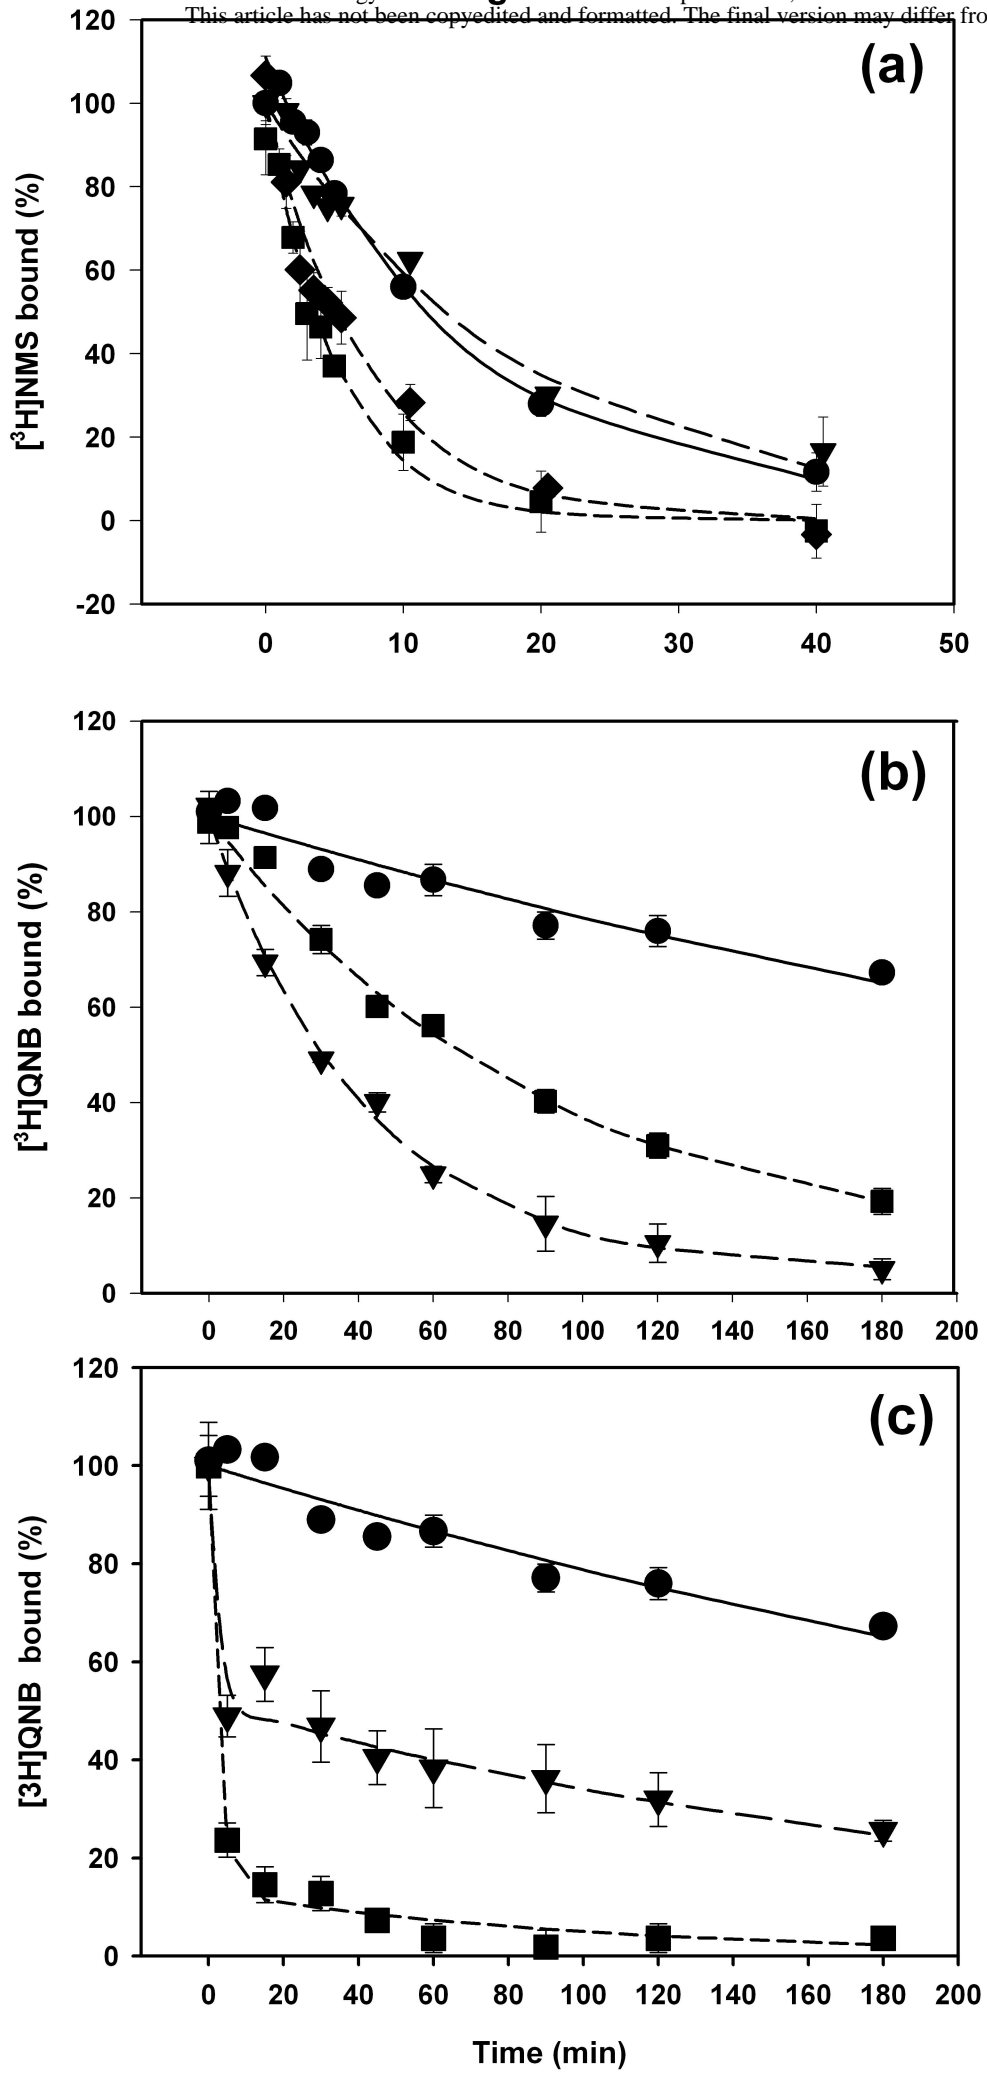 This article has not been copyedited and formatted. The final version may differ fro
(a)
[³H]NMS bound (%)
120
100
80
60
40
20
0
-20
0 10 20 30 40 50
(b)
[³H]QNB bound (%)
120
100
80
60
40
20
0
0 20 40 60 80 100 120 140 160 180 200
(c)
[3H]QNB bound (%)
120
100
80
60
40
20
0
0 20 40 60 80 100 120 140 160 180 200
Time (min)